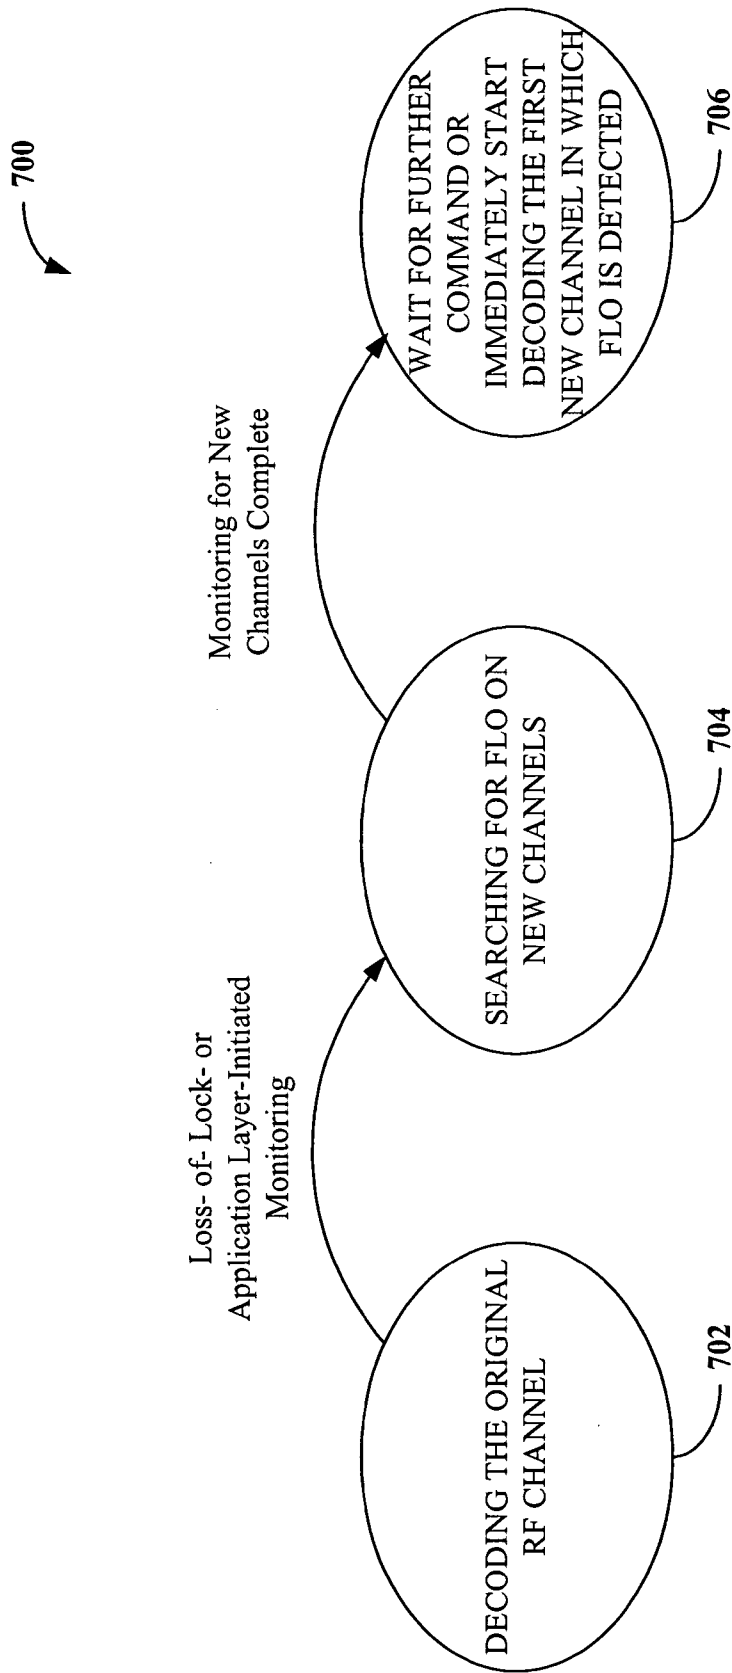 700
Loss- of- Lock- or
Application Layer-Initiated
Monitoring
Monitoring for New
Channels Complete
DECODING THE ORIGINAL
RF CHANNEL
SEARCHING FOR FLO ON
NEW CHANNELS
WAIT FOR FURTHER
COMMAND OR
IMMEDIATELY START
DECODING THE FIRST
NEW CHANNEL IN WHICH
FLO IS DETECTED
702
704
706